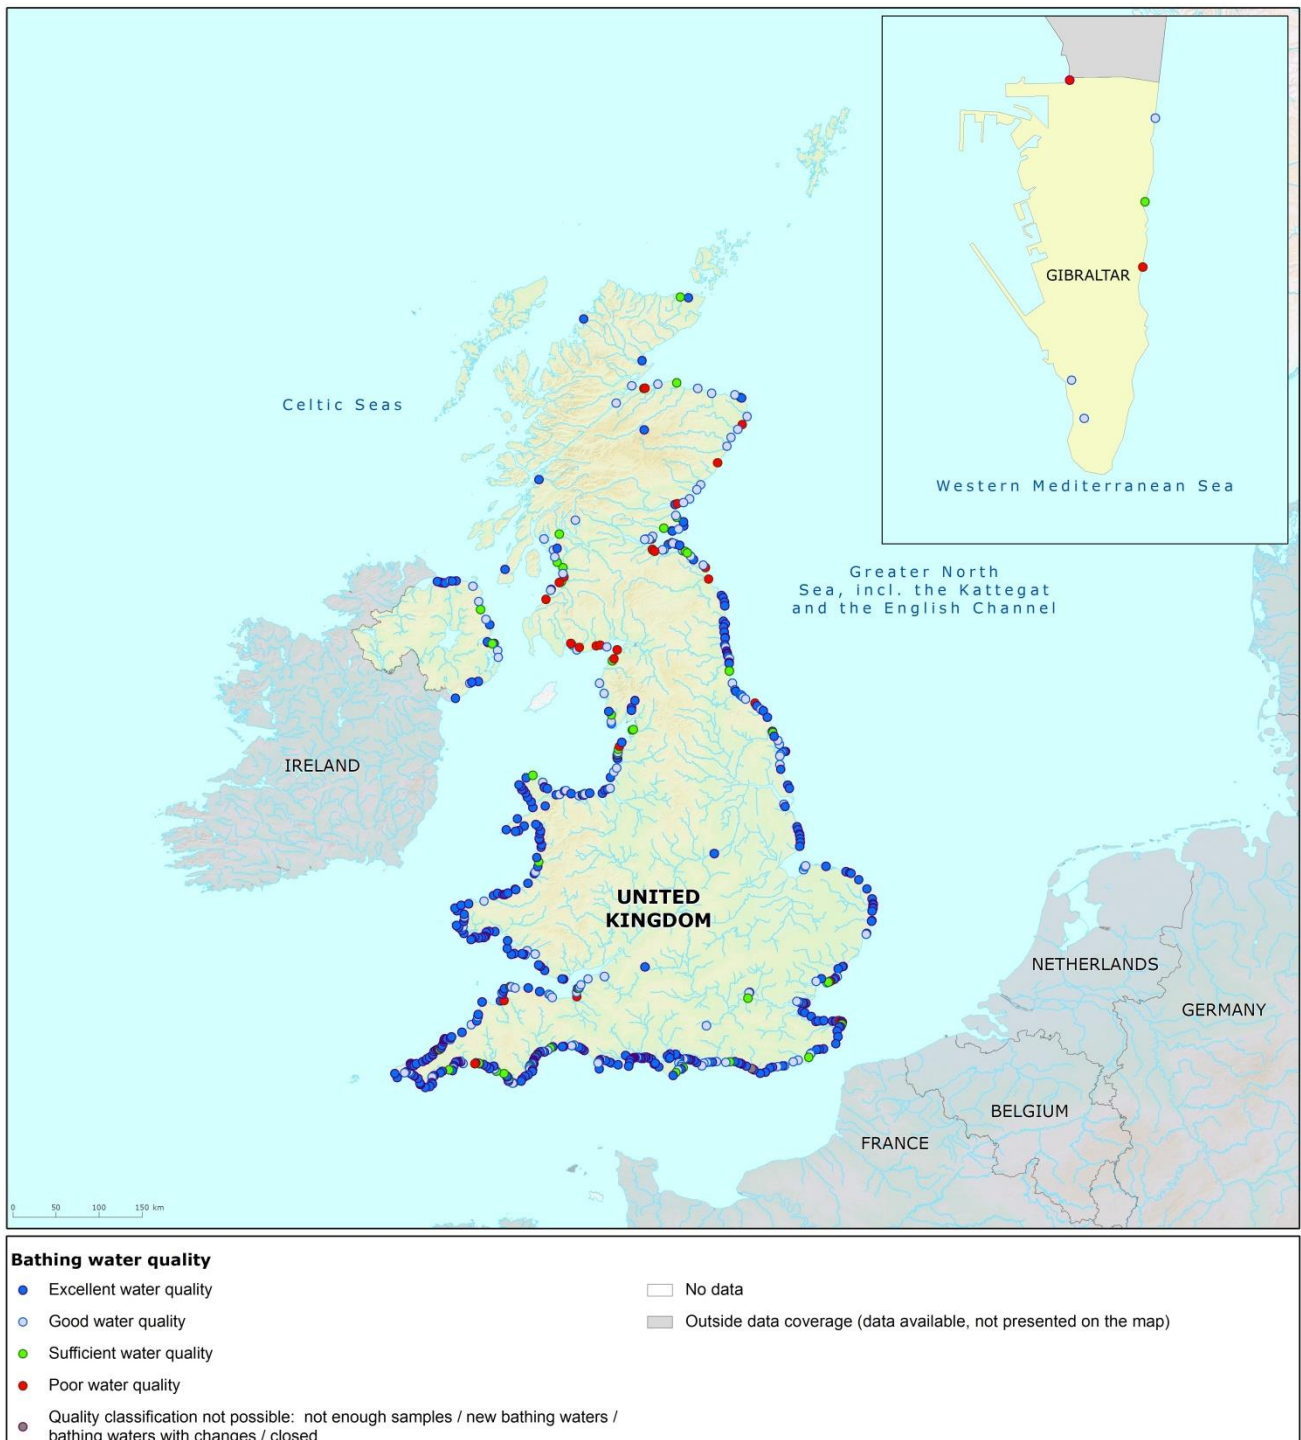 GIBRALTAR
Western Mediterranean Sea
Celtic Seas
Greater North
Sea, incl. the Kattegat
and the English Channel
IRELAND
UNITED
KINGDOM
NETHERLANDS
GERMANY
BELGIUM
FRANCE
0 50 100 150 km
Bathing water quality
Excellent water quality
Good water quality
Sufficient water quality
Poor water quality
Quality classification not possible: not enough samples / new bathing waters /
bathing waters with changes / closed
No data
Outside data coverage (data available, not presented on the map)